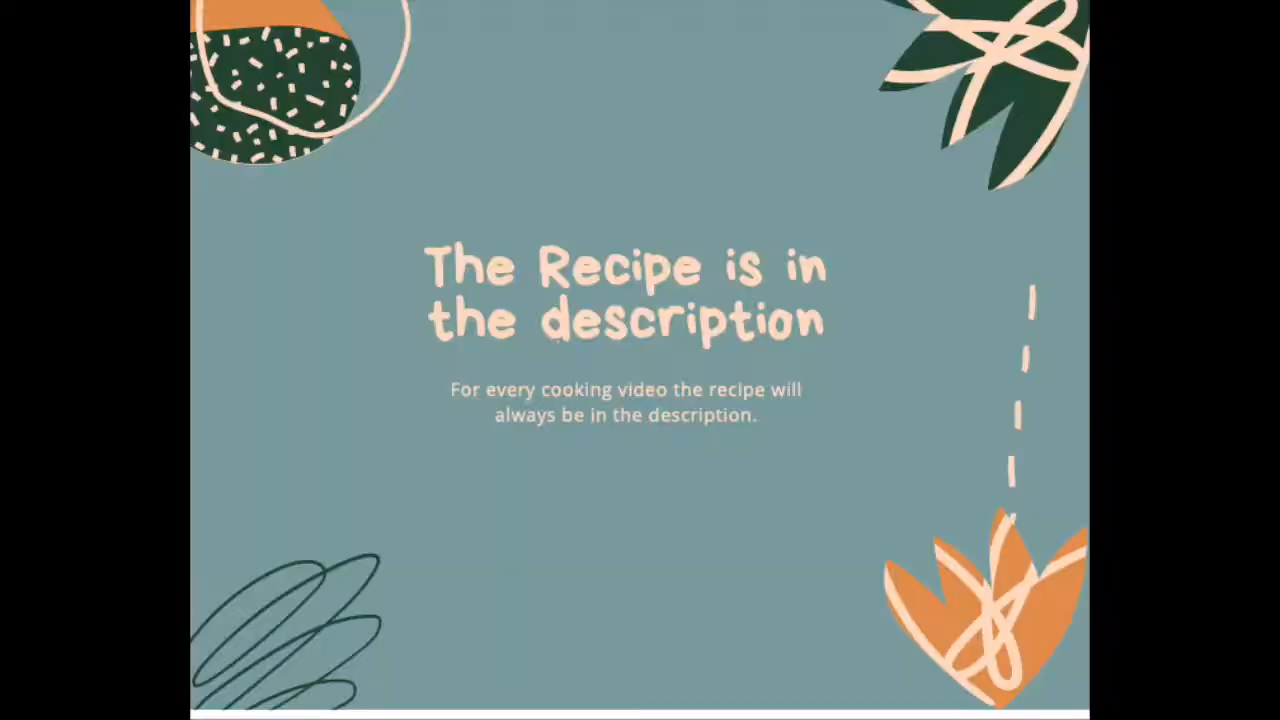 The Recipe is in
the description
For every cooking video the recipe will
always be in the description.